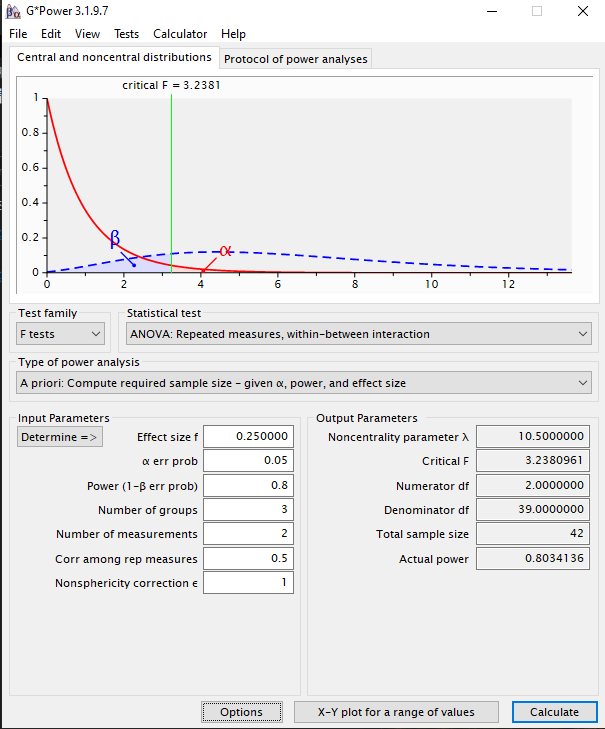 βα G*Power 3.1.9.7
File Edit View Tests Calculator Help
Central and noncentral distributions Protocol of power analyses
critical F = 3.2381
1
0.8
0.6
0.4
0.2
0
β
α
0 2 4 6 8 10 12
Test family Statistical test
F tests ANOVA: Repeated measures, within-between interaction
Type of power analysis
A priori: Compute required sample size – given α, power, and effect size
Input Parameters Output Parameters
Determine => Effect size f 0.250000 Noncentrality parameter λ 10.5000000
α err prob 0.05 Critical F 3.2380961
Power (1-β err prob) 0.8 Numerator df 2.0000000
Number of groups 3 Denominator df 39.0000000
Number of measurements 2 Total sample size 42
Corr among rep measures 0.5 Actual power 0.8034136
Nonsphericity correction ϵ 1
Options X-Y plot for a range of values Calculate